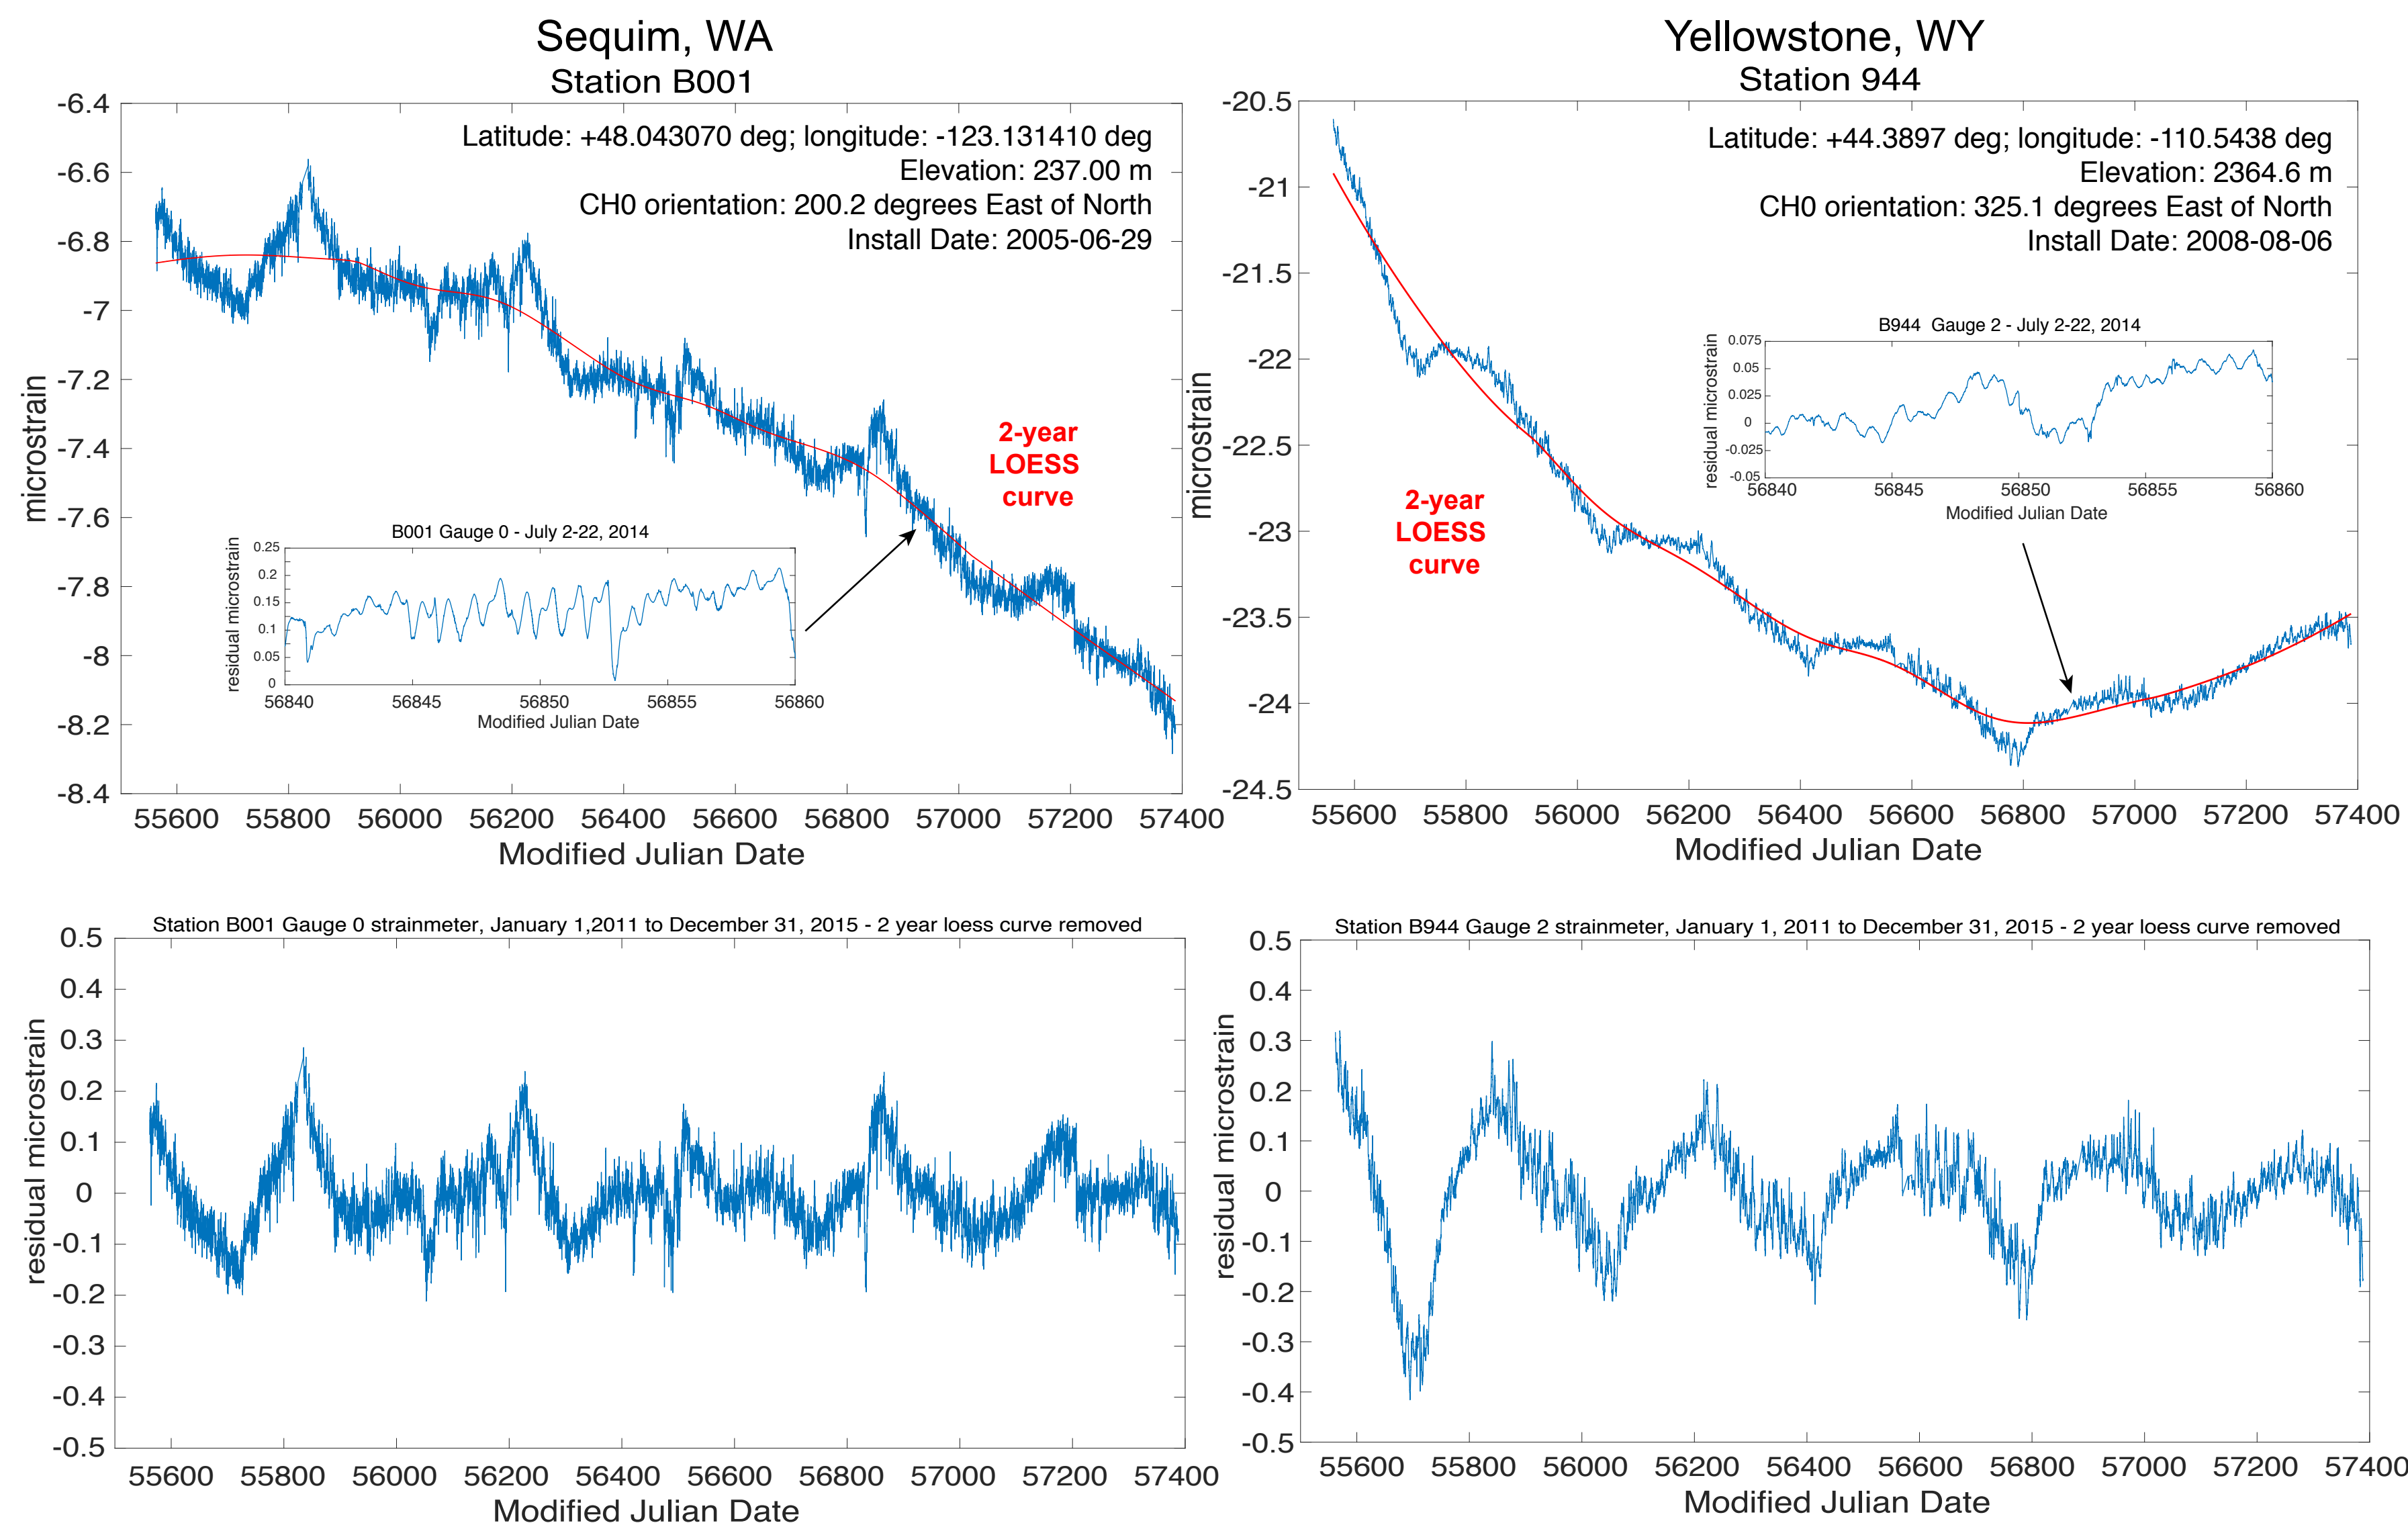 Sequim, WA
Station B001
-6.4
-6.6
-6.8
-7
-7.2
-7.4
-7.6
-7.8
-8
-8.2
-8.4
microstrain
Latitude: +48.043070 deg; longitude: -123.131410 deg
Elevation: 237.00 m
CH0 orientation: 200.2 degrees East of North
Install Date: 2005-06-29
2-year
LOESS
curve
B001 Gauge 0 - July 2-22, 2014
0.25
0.2
0.15
0.1
0.05
0
residual microstrain
56840 56845 56850 56855 56860
Modified Julian Date
55600 55800 56000 56200 56400 56600 56800 57000 57200 57400
Modified Julian Date
Yellowstone, WY
Station 944
-20.5
-21
-21.5
-22
-22.5
-23
-23.5
-24
-24.5
microstrain
Latitude: +44.3897 deg; longitude: -110.5438 deg
Elevation: 2364.6 m
CH0 orientation: 325.1 degrees East of North
Install Date: 2008-08-06
B944 Gauge 2 - July 2-22, 2014
0.075
0.05
0.025
0
-0.025
-0.05
residual microstrain
56840 56845 56850 56855 56860
Modified Julian Date
2-year
LOESS
curve
55600 55800 56000 56200 56400 56600 56800 57000 57200 57400
Modified Julian Date
Station B001 Gauge 0 strainmeter, January 1,2011 to December 31, 2015 - 2 year loess curve removed
0.5
0.4
0.3
0.2
0.1
0
-0.1
-0.2
-0.3
-0.4
-0.5
residual microstrain
55600 55800 56000 56200 56400 56600 56800 57000 57200 57400
Modified Julian Date
Station B944 Gauge 2 strainmeter, January 1, 2011 to December 31, 2015 - 2 year loess curve removed
0.5
0.4
0.3
0.2
0.1
0
-0.1
-0.2
-0.3
-0.4
-0.5
residual microstrain
55600 55800 56000 56200 56400 56600 56800 57000 57200 57400
Modified Julian Date